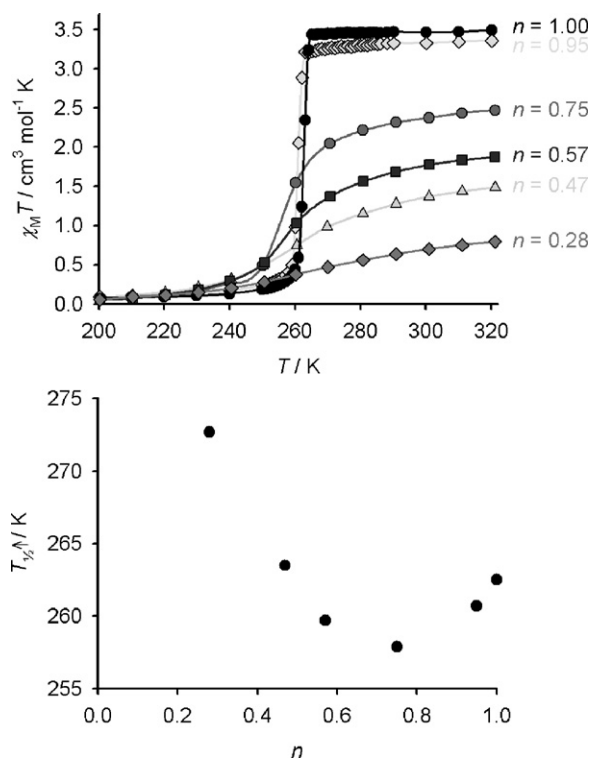 3.5
3.0
2.5
2.0
1.5
1.0
0.5
0.0
χM T / cm³ mol⁻¹ K
n = 1.00
n = 0.95
n = 0.75
n = 0.57
n = 0.47
n = 0.28
200 220 240 260 280 300 320
T / K
275
270
265
260
255
T½↑ / K
0.0 0.2 0.4 0.6 0.8 1.0
n